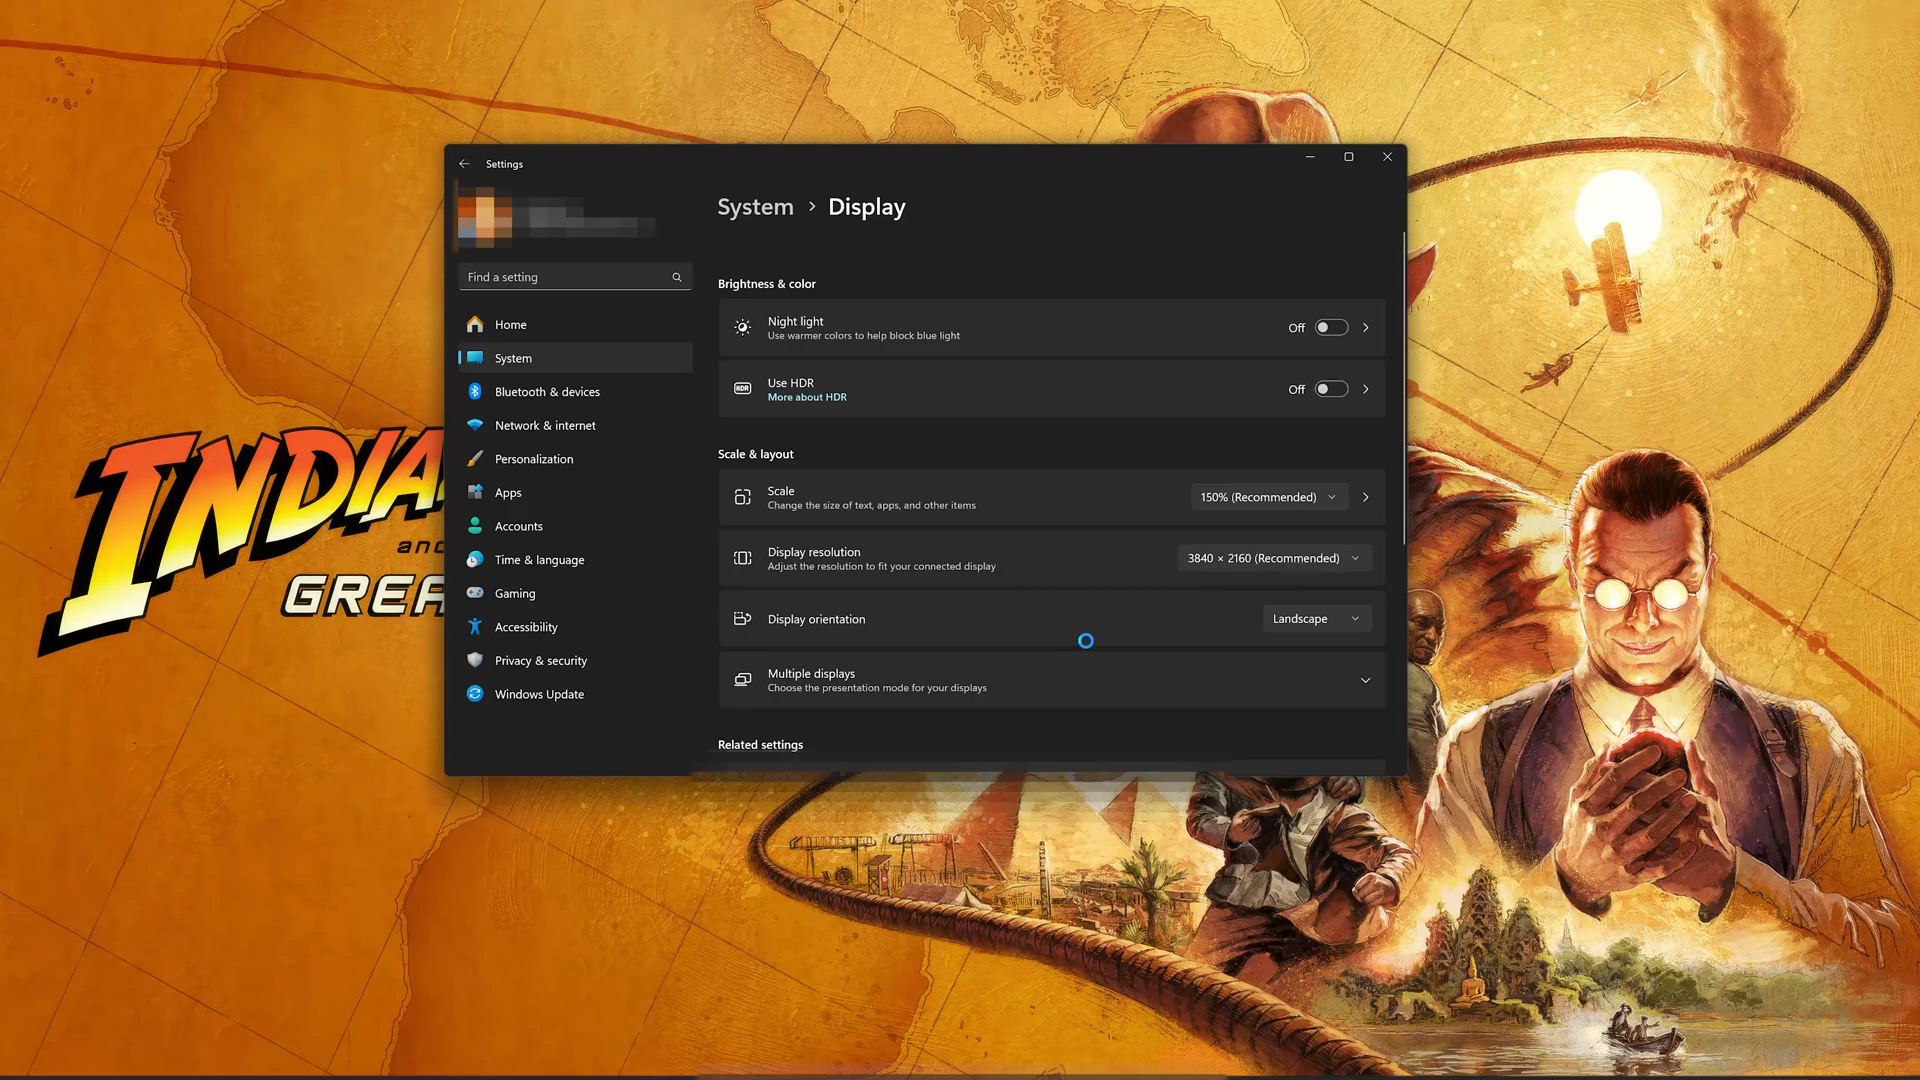 Settings
System > Display
Find a setting
Home
System
Bluetooth & devices
Network & internet
Personalization
Apps
Accounts
Time & language
Gaming
Accessibility
Privacy & security
Windows Update
Brightness & color
Night light
Use warmer colors to help block blue light
Off
Use HDR
More about HDR
Off
Scale & layout
Scale
Change the size of text, apps, and other items
150% (Recommended)
Display resolution
Adjust the resolution to fit your connected display
3840 × 2160 (Recommended)
Display orientation
Landscape
Multiple displays
Choose the presentation mode for your displays
Related settings
INDIA
and
GREA